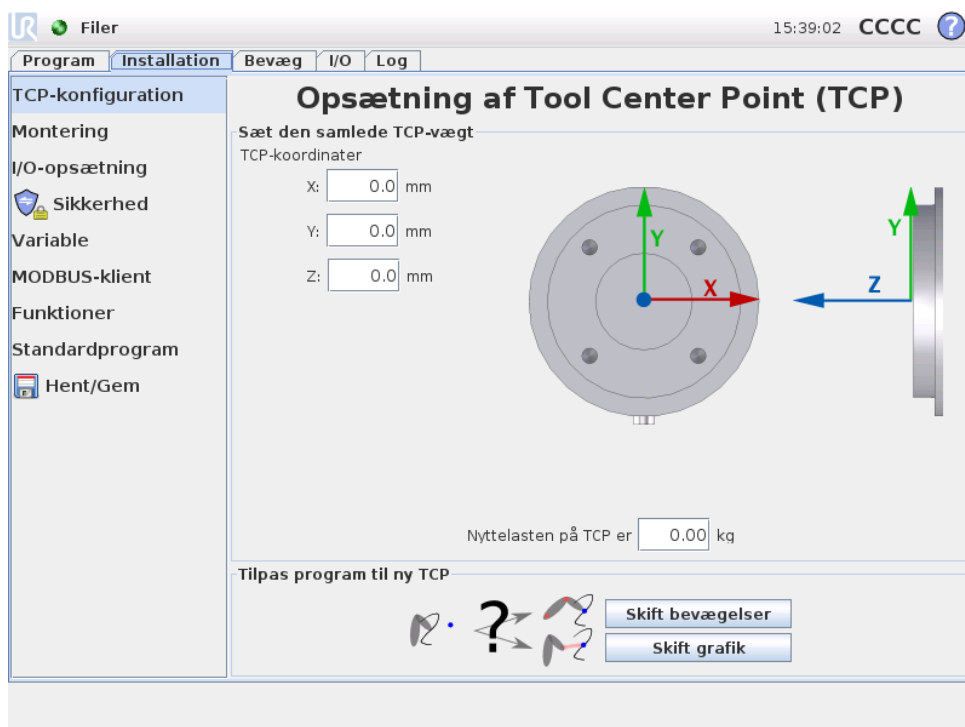 UR Filer 15:39:02 CCCC ?
Program Installation Bevæg I/O Log
TCP-konfiguration
Montering
I/O-opsætning
Sikkerhed
Variable
MODBUS-klient
Funktioner
Standardprogram
Hent/Gem
Opsætning af Tool Center Point (TCP)
Sæt den samlede TCP-vægt
TCP-koordinater
X: 0.0 mm
Y: 0.0 mm
Z: 0.0 mm
Y
X
Y
Z
Nyttelasten på TCP er 0.00 kg
Tilpas program til ny TCP
?
Skift bevægelser
Skift grafik